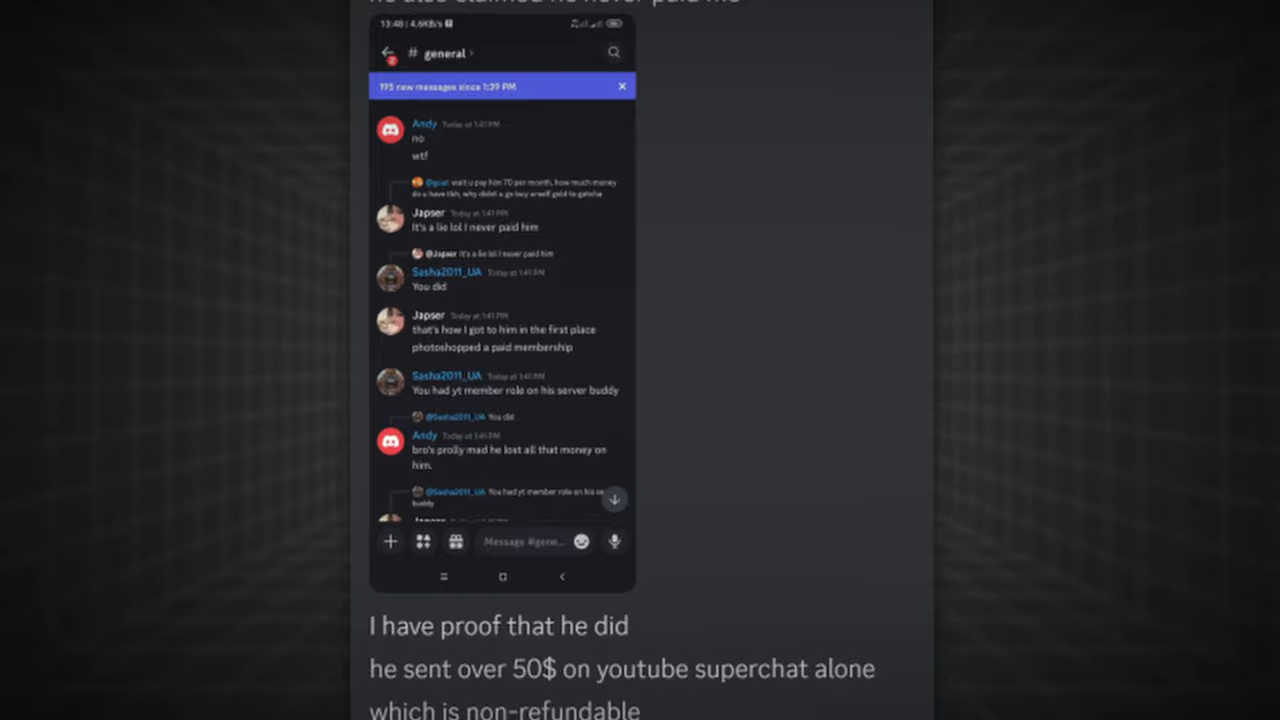 he also claimed he never paid me
13:48 | 4.6KB/s
# general ›
2
195 new messages since 1:39 PM ×
Andy Today at 1:41 PM
no
wtf
@goat wait u pay him 70 per month, how much money
do u have tbh, why didnt u go buy urself gold to gotcha
Japser Today at 1:41 PM
It's a lie lol I never paid him
@Japser It's a lie lol I never paid him
Sasha2011_UA Today at 1:41 PM
You did
Japser Today at 1:41 PM
that's how I got to him in the first place
photoshopped a paid membership
Sasha2011_UA Today at 1:41 PM
You had yt member role on his server buddy
@Sasha2011_UA You did
Andy Today at 1:41 PM
bro's prolly mad he lost all that money on
him.
@Sasha2011_UA You had yt member role on his se
buddy
Japser
Message #gene...
I have proof that he did
he sent over 50$ on youtube superchat alone
which is non-refundable